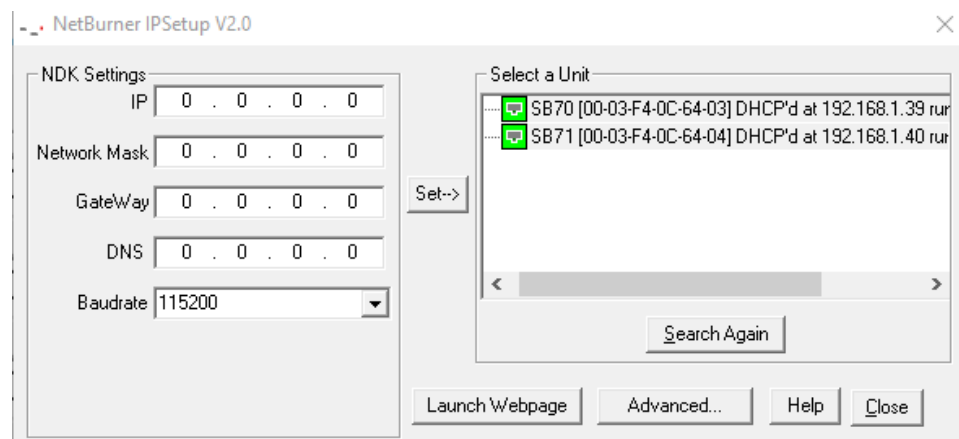 NetBurner IPSetup V2.0
NDK Settings
IP 0 . 0 . 0 . 0
Network Mask 0 . 0 . 0 . 0
GateWay 0 . 0 . 0 . 0
DNS 0 . 0 . 0 . 0
Baudrate 115200
Set-->
Select a Unit
SB70 [00-03-F4-0C-64-03] DHCP'd at 192.168.1.39 rur
SB71 [00-03-F4-0C-64-04] DHCP'd at 192.168.1.40 rur
Search Again
Launch Webpage Advanced... Help Close